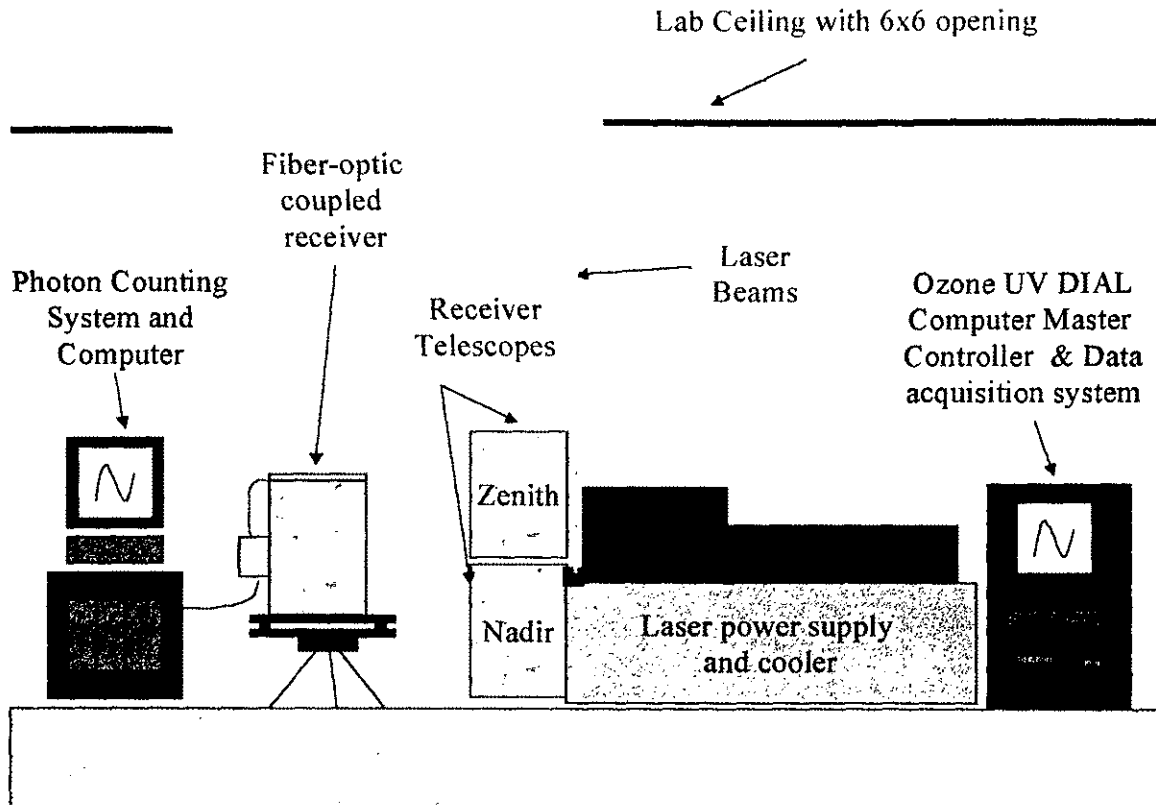 Lab Ceiling with 6x6 opening
Fiber-optic
coupled
receiver
Laser
Beams
Photon Counting
System and
Computer
Receiver
Telescopes
Ozone UV DIAL
Computer Master
Controller & Data
acquisition system
Zenith
Nadir
Laser power supply
and cooler